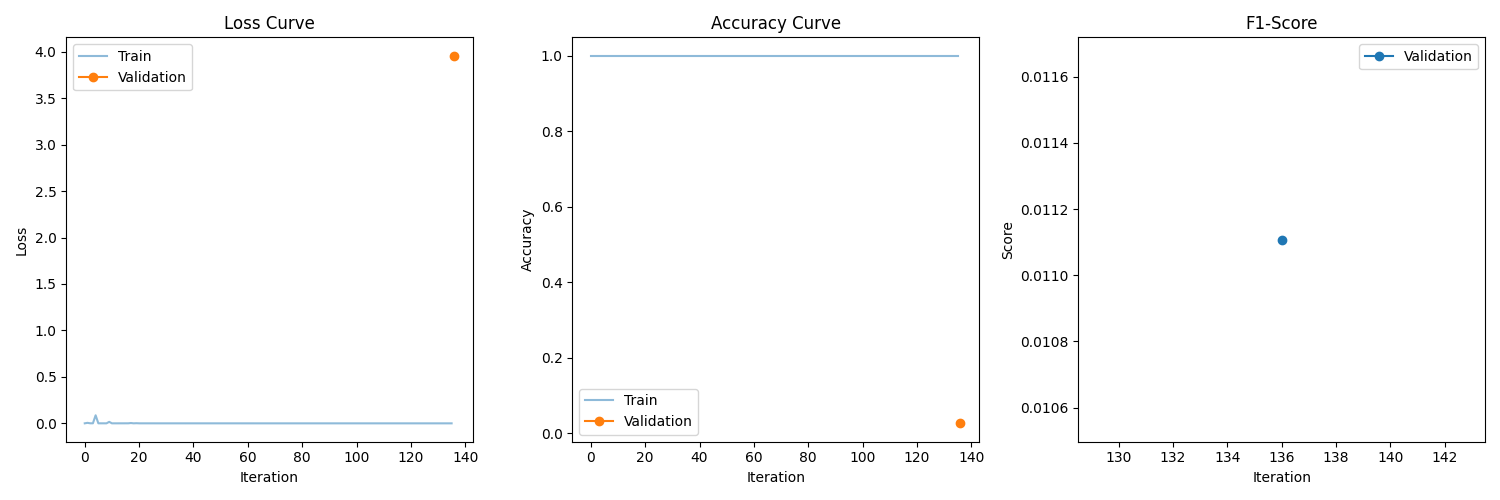 Loss Curve
4.0
3.5
3.0
2.5
2.0
1.5
1.0
0.5
0.0
Loss
Train
Validation
0 20 40 60 80 100 120 140
Iteration
Accuracy Curve
1.0
0.8
0.6
0.4
0.2
0.0
Accuracy
Train
Validation
0 20 40 60 80 100 120 140
Iteration
F1-Score
Validation
0.0116
0.0114
0.0112
0.0110
0.0108
0.0106
Score
130 132 134 136 138 140 142
Iteration